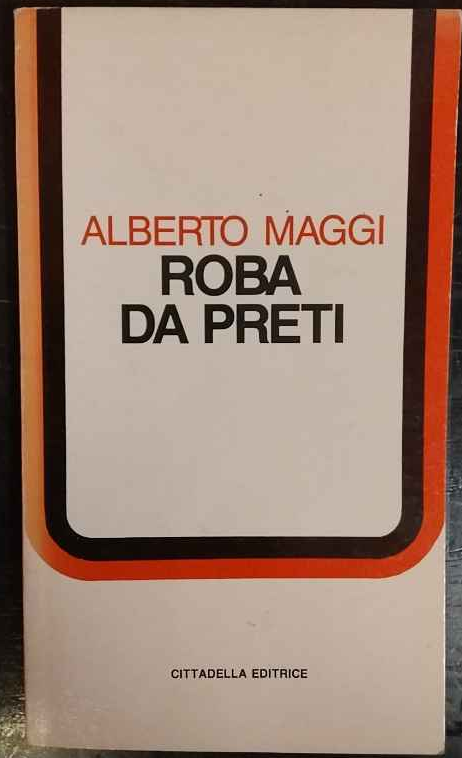 ALBERTO MAGGI
ROBA
DA PRETI
CITTADELLA EDITRICE